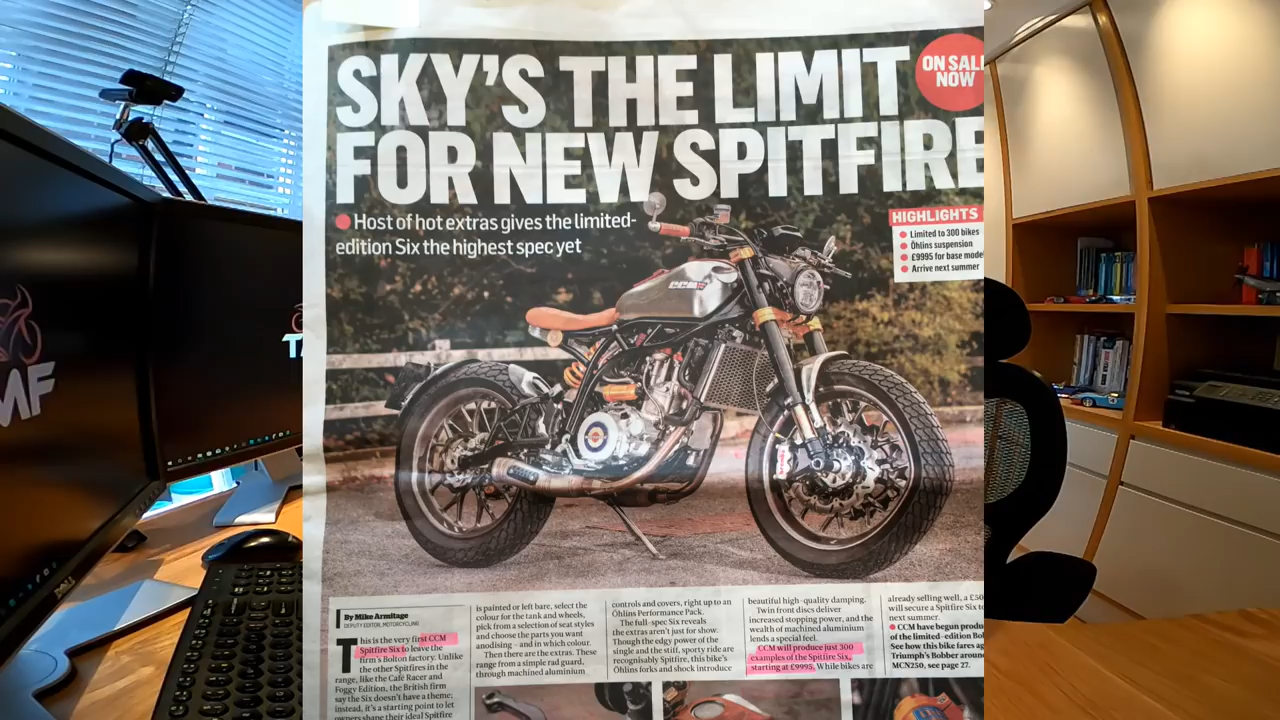 SKY'S THE LIMIT
FOR NEW SPITFIRE
ON SALE
NOW
Host of hot extras gives the limited-
edition Six the highest spec yet
HIGHLIGHTS
Limited to 300 bikes
Öhlins suspension
£9995 for base model
Arrive next summer
CCM
MF
By Mike Armitage
DEPUTY EDITOR, MOTORCYCLING
This is the very first CCM
Spitfire Six to leave the
firm's Bolton factory. Unlike
the other Spitfires in the
range, like the Café Racer and
Foggy Edition, the British firm
say the Six doesn't have a theme;
instead, it's a starting point to let
owners shape their ideal Spitfire
is painted or left bare, select the
colour for the tank and wheels,
pick from a selection of seat styles
and choose the parts you want
anodising – and in which colour.
Then there are the extras. These
range from a simple rad guard,
through machined aluminium
controls and covers, right up to an
Öhlins Performance Pack.
The full-spec Six reveals
the extras aren't just for show.
Though the edgy power of the
single and the stiff, sporty ride are
recognisably Spitfire, this bike's
Öhlins forks and shock introduce
beautiful high-quality damping.
Twin front discs deliver
increased stopping power, and the
wealth of machined aluminium
lends a special feel.
CCM will produce just 300
examples of the Spitfire Six,
starting at £9995. While bikes are
already selling well, a £50
will secure a Spitfire Six
next summer.
CCM have begun produ
of the limited-edition Bo
See how this bike fares ag
Triumph's Bobber aroun
MCN250, see page 27.